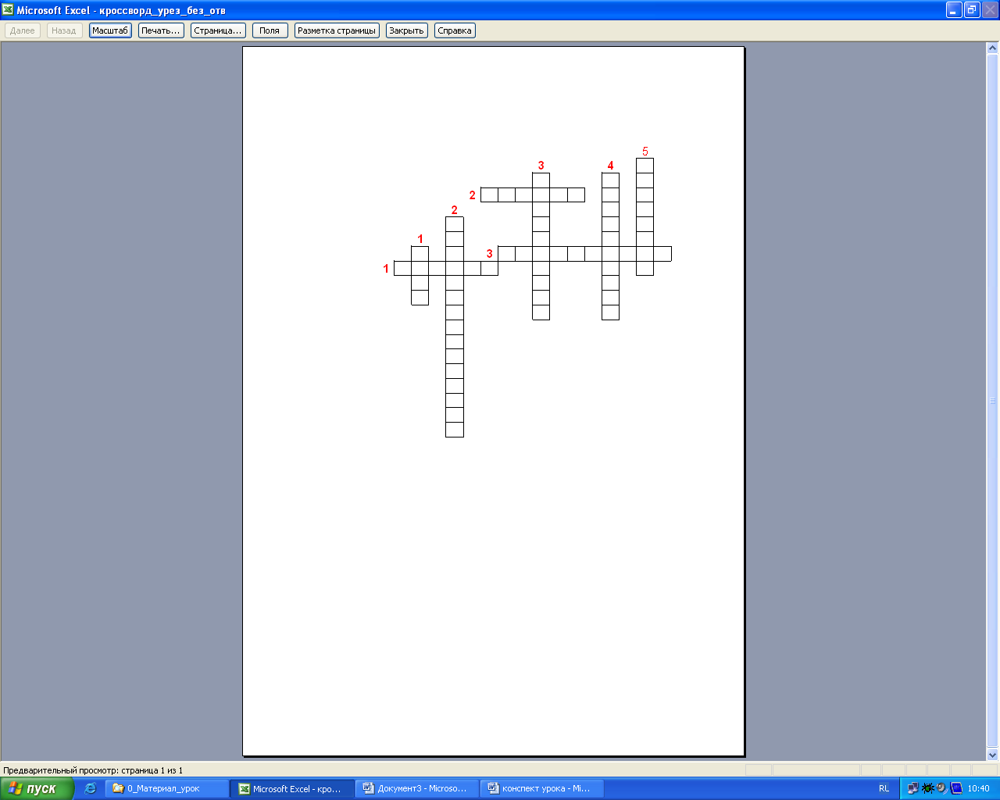 Microsoft Excel - кроссворд_урез_без_отв
Далее Назад Масштаб Печать... Страница... Поля Разметка страницы Закрыть Справка
5
3 4
2
2
1
3
1
Предварительный просмотр: страница 1 из 1
пуск 0_Материал_урок Microsoft Excel - кро... Документ3 - Microso... конспект урока - Mi... RL 10:40